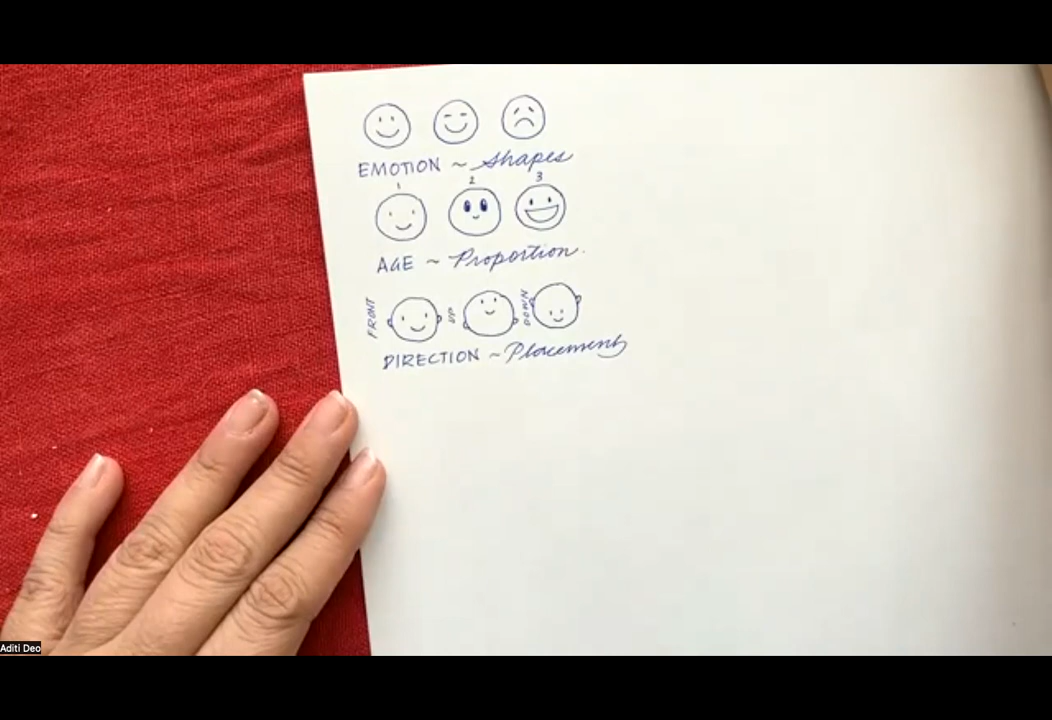 EMOTION ~ Shapes
1 2 3
AGE ~ Proportion.
FRONT UP DOWN
DIRECTION ~ Placement
Aditi Deo